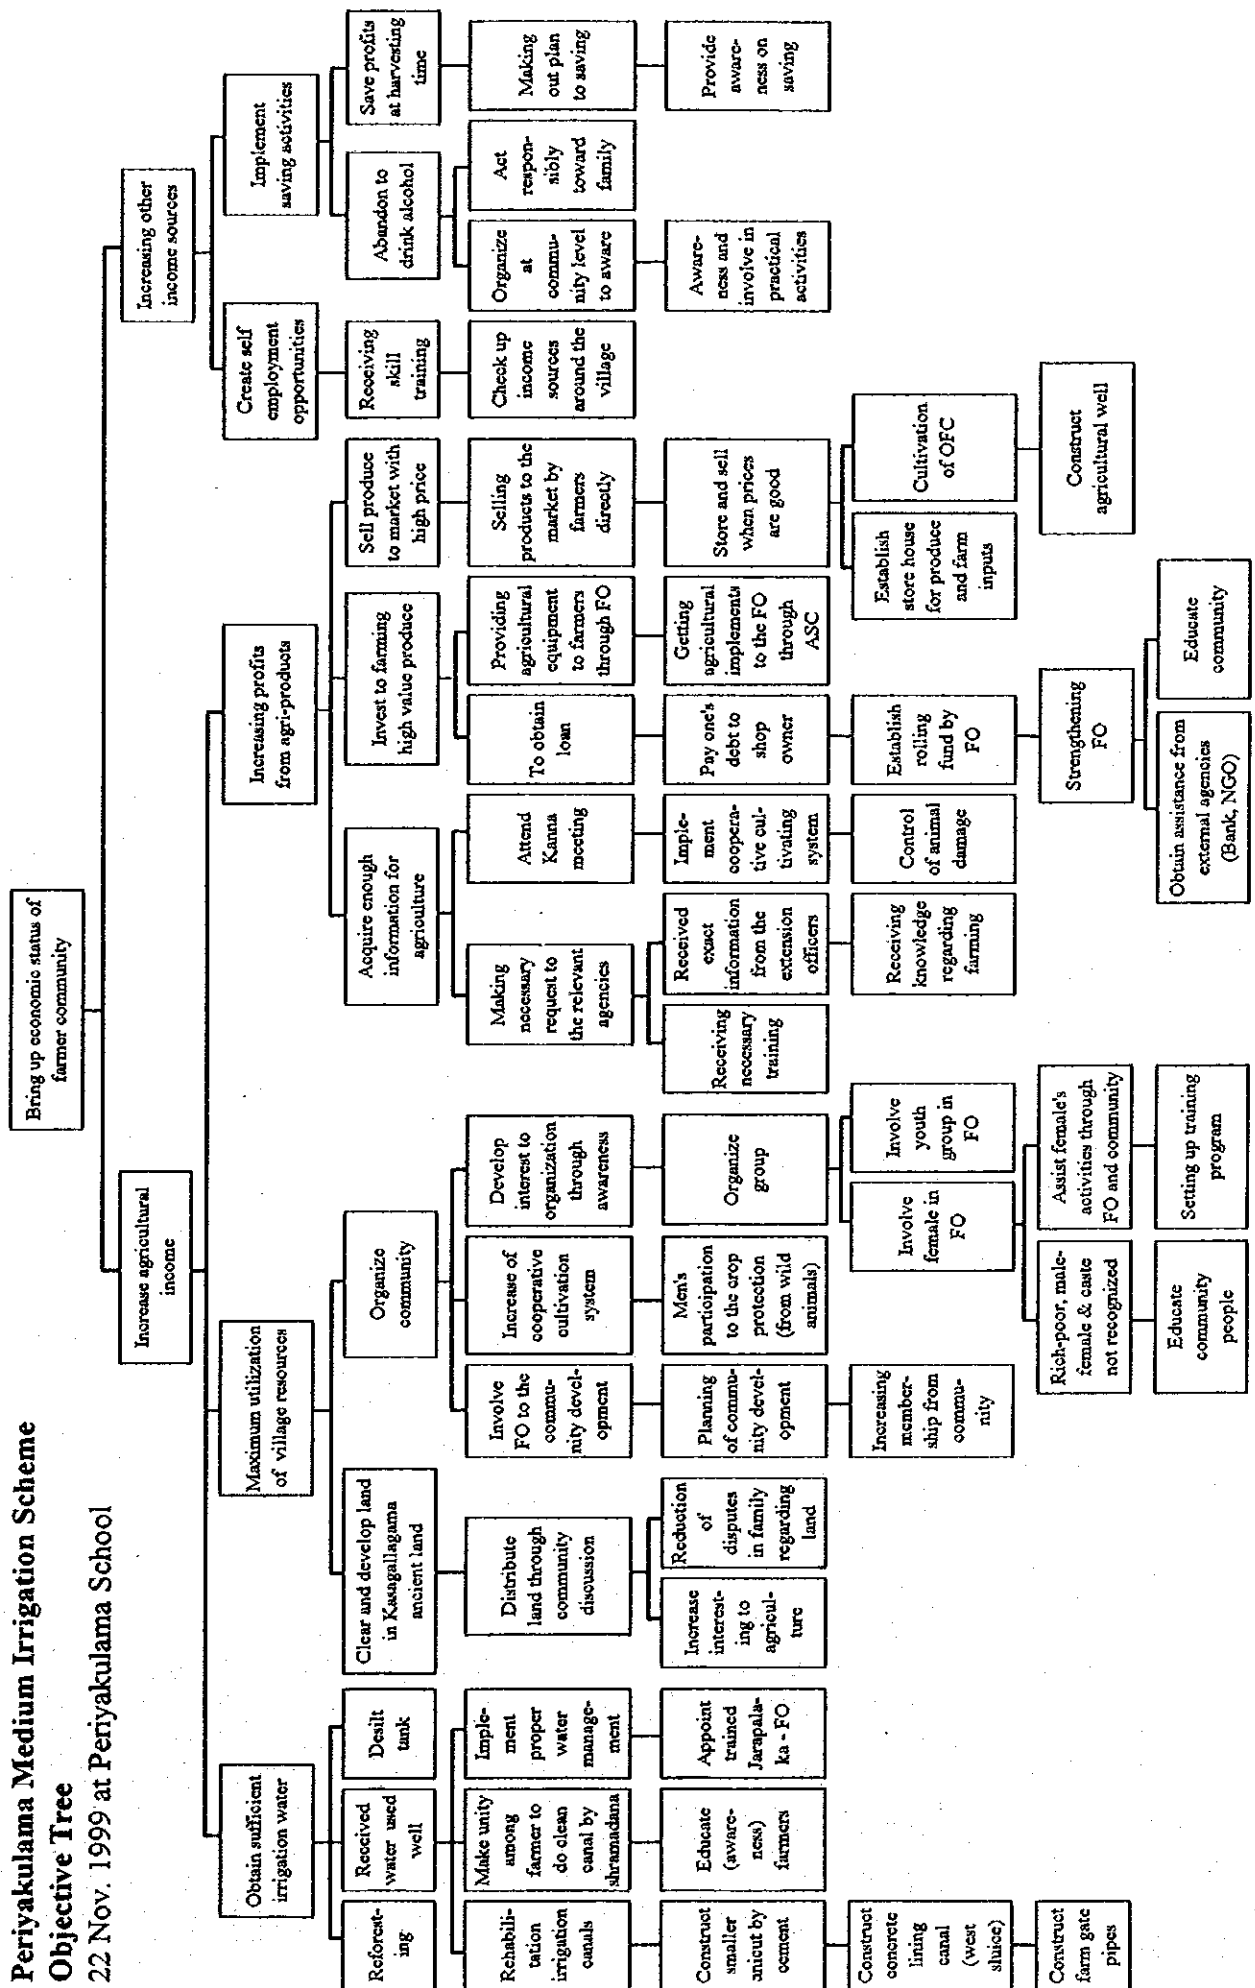 Periyakulama Medium Irrigation Scheme
Objective Tree
22 Nov. 1999 at Periyakulama School
Bring up economic status of
farmer community
Increase agricultural
income
Increasing other
income sources
Obtain sufficient
irrigation water
Maximum utilization
of village resources
Increasing profits
from agri-products
Create self
employment
opportunities
Implement
saving activities
Reforest-
ing
Received
water used
well
Desilt
tank
Clear and develop land
in Kasagallagama
ancient land
Organize
community
Acquire enough
information for
agriculture
Invest to farming
high value produce
Sell produce
to market with
high price
Receiving
skill
training
Abandon to
drink alcohol
Save profits
at harvesting
time
Rehabili-
tation
irrigation
canals
Make unity
among
farmer to
do clean
canal by
shramadana
Imple-
ment
proper
water
manage-
ment
Distribute
land through
community
discussion
Involve
FO to the
commu-
nity devel-
opment
Increase of
cooperative
cultivation
system
Develop
interest to
organization
through
awareness
Making
necessary
request to
the relevant
agencies
Attend
Kanna
meeting
To obtain
loan
Providing
agricultural
equipment
to farmers
through FO
Selling
products to the
market by
farmers
directly
Check up
income
sources
around the
village
Organize
at
commu-
nity level
to aware
Act
respon-
sibly
toward
family
Making
out plan
to saving
Construct
smaller
anicut by
cement
Educate
(aware-
ness)
farmers
Appoint
trained
Jarapala-
ka - FO
Increase
interest-
ing to
agricul-
ture
Reduction
of
disputes
in family
regarding
land
Planning
of commu-
nity devel-
opment
Men's
participation
to the crop
protection
(from wild
animals)
Organize
group
Receiving
necessary
training
Received
exact
information
from the
extension
officers
Imple-
ment
coopera-
tive cul-
tivating
system
Pay one's
debt to
shop
owner
Getting
agricultural
implements
to the FO
through
ASC
Store and sell
when prices
are good
Aware-
ness and
involve in
practical
activities
Provide
aware-
ness on
saving
Construct
concrete
lining
canal
(west
sluice)
Increasing
member-
ship from
commu-
nity
Involve
female in
FO
Involve
youth
group in
FO
Receiving
knowledge
regarding
farming
Control
of animal
damage
Establish
rolling
fund by
FO
Establish
store house
for produce
and farm
inputs
Cultivation
of OFC
Construct
farm gate
pipes
Rich-poor, male-
female & caste
not recognized
Assist female's
activities through
FO and community
Strengthening
FO
Construct
agricultural well
Educate
community
people
Setting up training
program
Obtain assistance from
external agencies
(Bank, NGO)
Educate
community